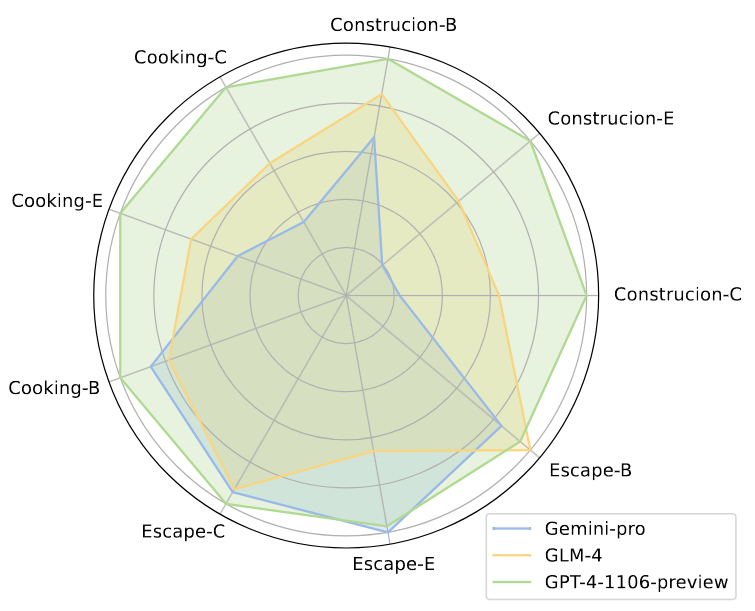 Construcion-B
Cooking-C
Construcion-E
Cooking-E
Construcion-C
Cooking-B
Escape-B
Escape-C
Escape-E
Gemini-pro
GLM-4
GPT-4-1106-preview